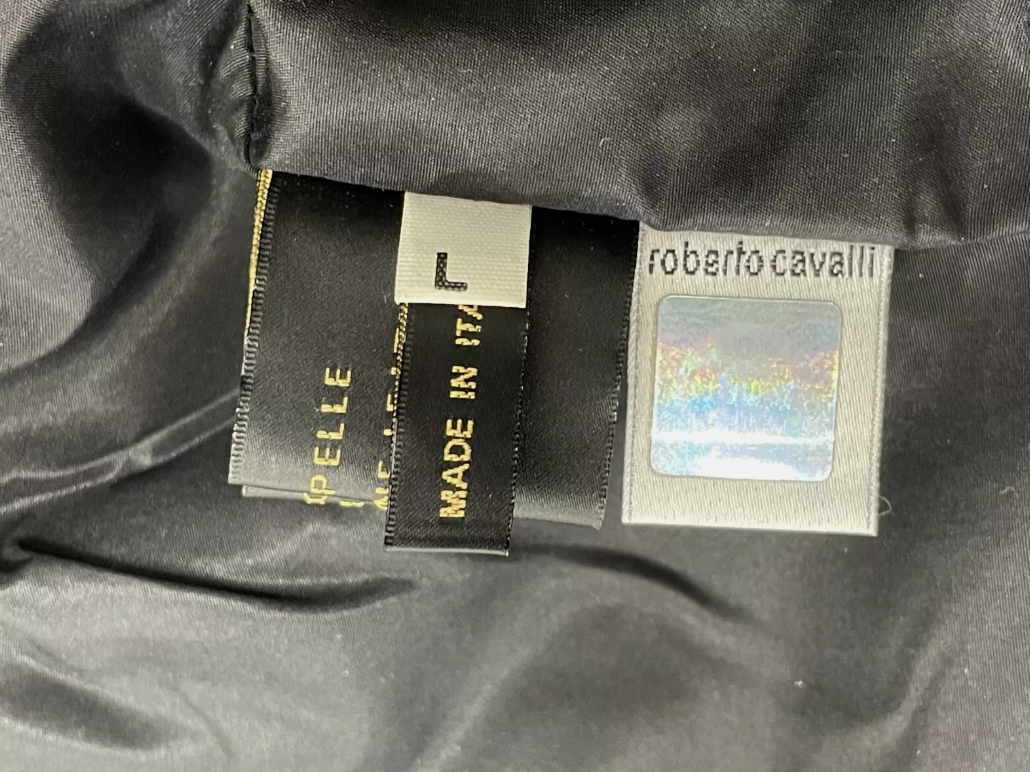 PELLE
L
MADE IN ITA
roberto cavalli